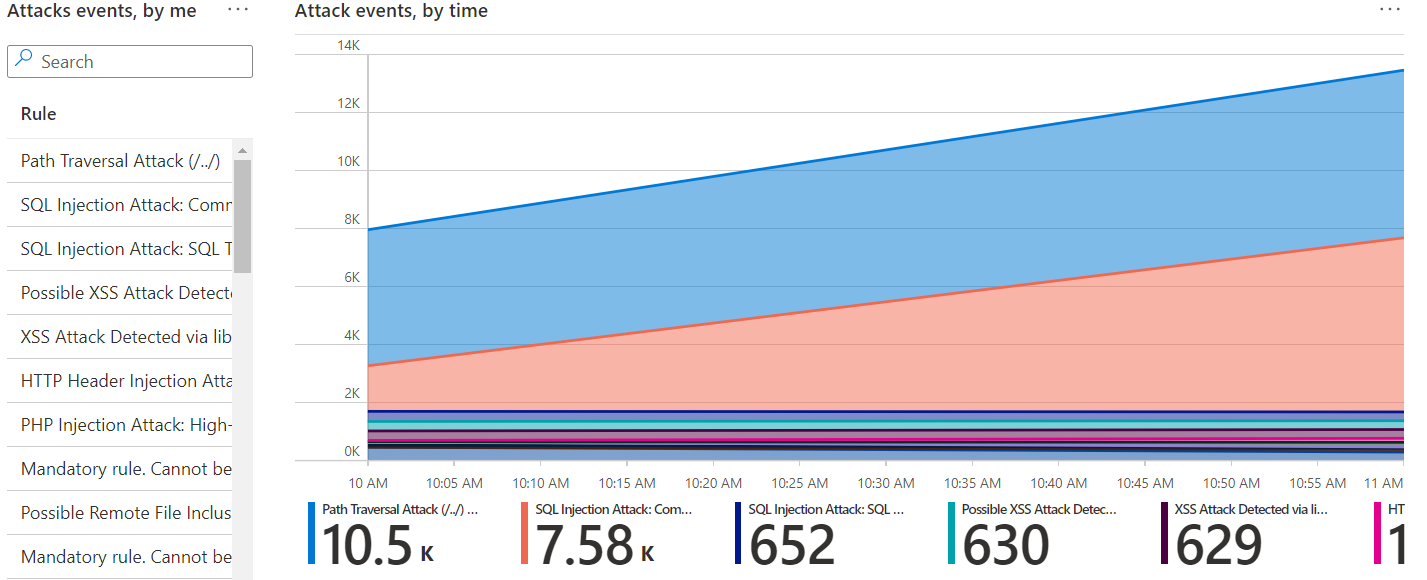 Attacks events, by me ...
Attack events, by time ...
Search
Rule
Path Traversal Attack (/../)
SQL Injection Attack: Comm
SQL Injection Attack: SQL T
Possible XSS Attack Detecte
XSS Attack Detected via lib
HTTP Header Injection Atta
PHP Injection Attack: High-
Mandatory rule. Cannot be
Possible Remote File Inclus
Mandatory rule. Cannot be
14K
12K
10K
8K
6K
4K
2K
0K
10 AM 10:05 AM 10:10 AM 10:15 AM 10:20 AM 10:25 AM 10:30 AM 10:35 AM 10:40 AM 10:45 AM 10:50 AM 10:55 AM 11 AM
Path Traversal Attack (/../) ...
10.5 K
SQL Injection Attack: Com...
7.58 K
SQL Injection Attack: SQL ...
652
Possible XSS Attack Detec...
630
XSS Attack Detected via li...
629
HT
1